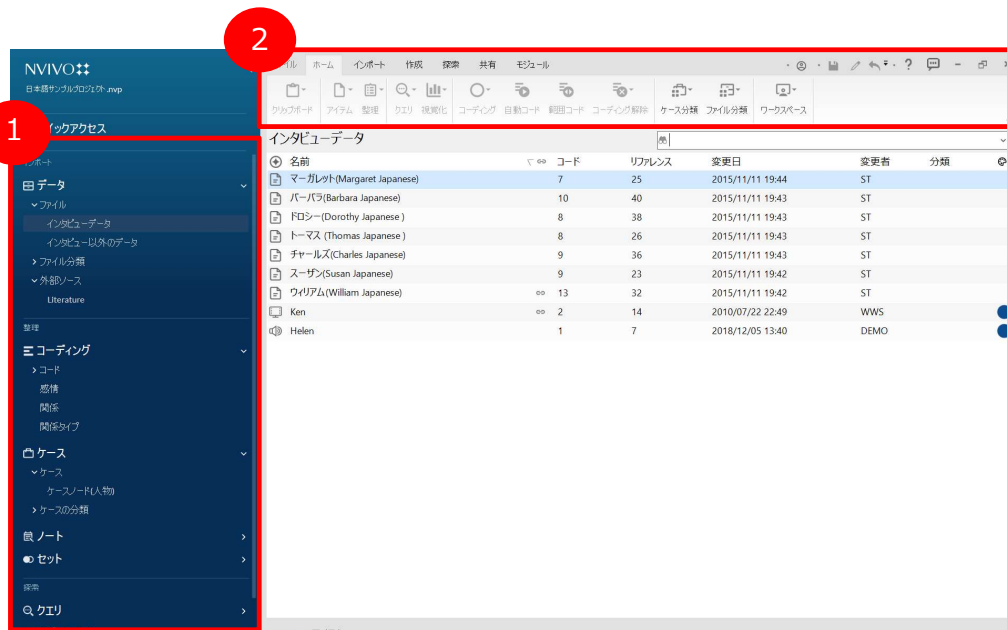 2
NVIVO
日本語サンプルプロジェクト.nvp
イックアクセス
1
インポート
データ
ファイル
インタビューデータ
インタビュー以外のデータ
ファイル分類
外部ソース
Literature
整理
コーディング
コード
感情
関係
関係タイプ
ケース
ケース
ケースノード(人物)
ケースの分類
ノート
セット
探索
クエリ
イル ホーム インポート 作成 探索 共有 モジュール
クリップボード アイテム 整理 クエリ 視覚化 コーディング 自動コード 範囲コード コーディング解除 ケース分類 ファイル分類 ワークスペース
インタビューデータ
名前 コード リファレンス 変更日 変更者 分類
マーガレット(Margaret Japanese) 7 25 2015/11/11 19:44 ST
バーバラ(Barbara Japanese) 10 40 2015/11/11 19:43 ST
ドロシー(Dorothy Japanese ) 8 38 2015/11/11 19:43 ST
トーマス (Thomas Japanese ) 8 26 2015/11/11 19:43 ST
チャールズ(Charles Japanese) 9 36 2015/11/11 19:43 ST
スーザン(Susan Japanese) 9 23 2015/11/11 19:42 ST
ウィリアム(William Japanese) 13 32 2015/11/11 19:42 ST
Ken 2 14 2010/07/22 22:49 WWS
Helen 1 7 2018/12/05 13:40 DEMO